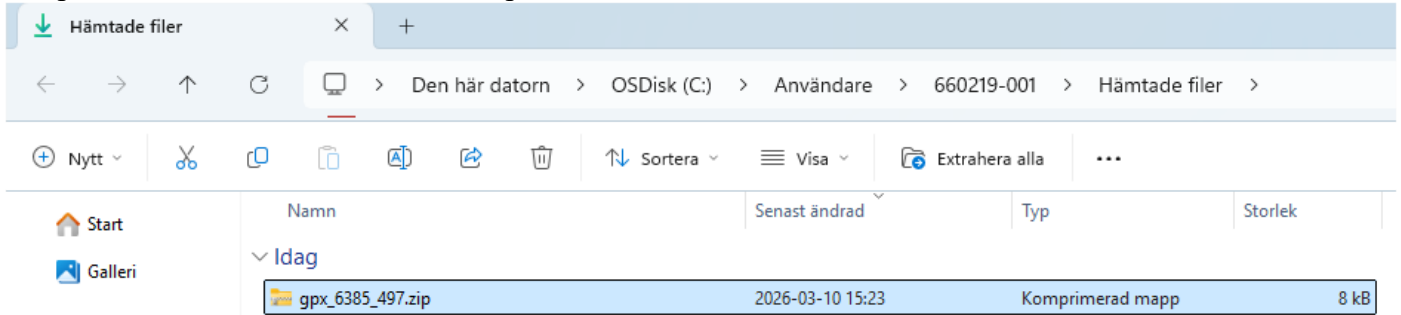 Hämtade filer
Den här datorn > OSDisk (C:) > Användare > 660219-001 > Hämtade filer >
Nytt Sortera Visa Extrahera alla ...
Start
Galleri
Namn Senast ändrad Typ Storlek
Idag
gpx_6385_497.zip 2026-03-10 15:23 Komprimerad mapp 8 kB